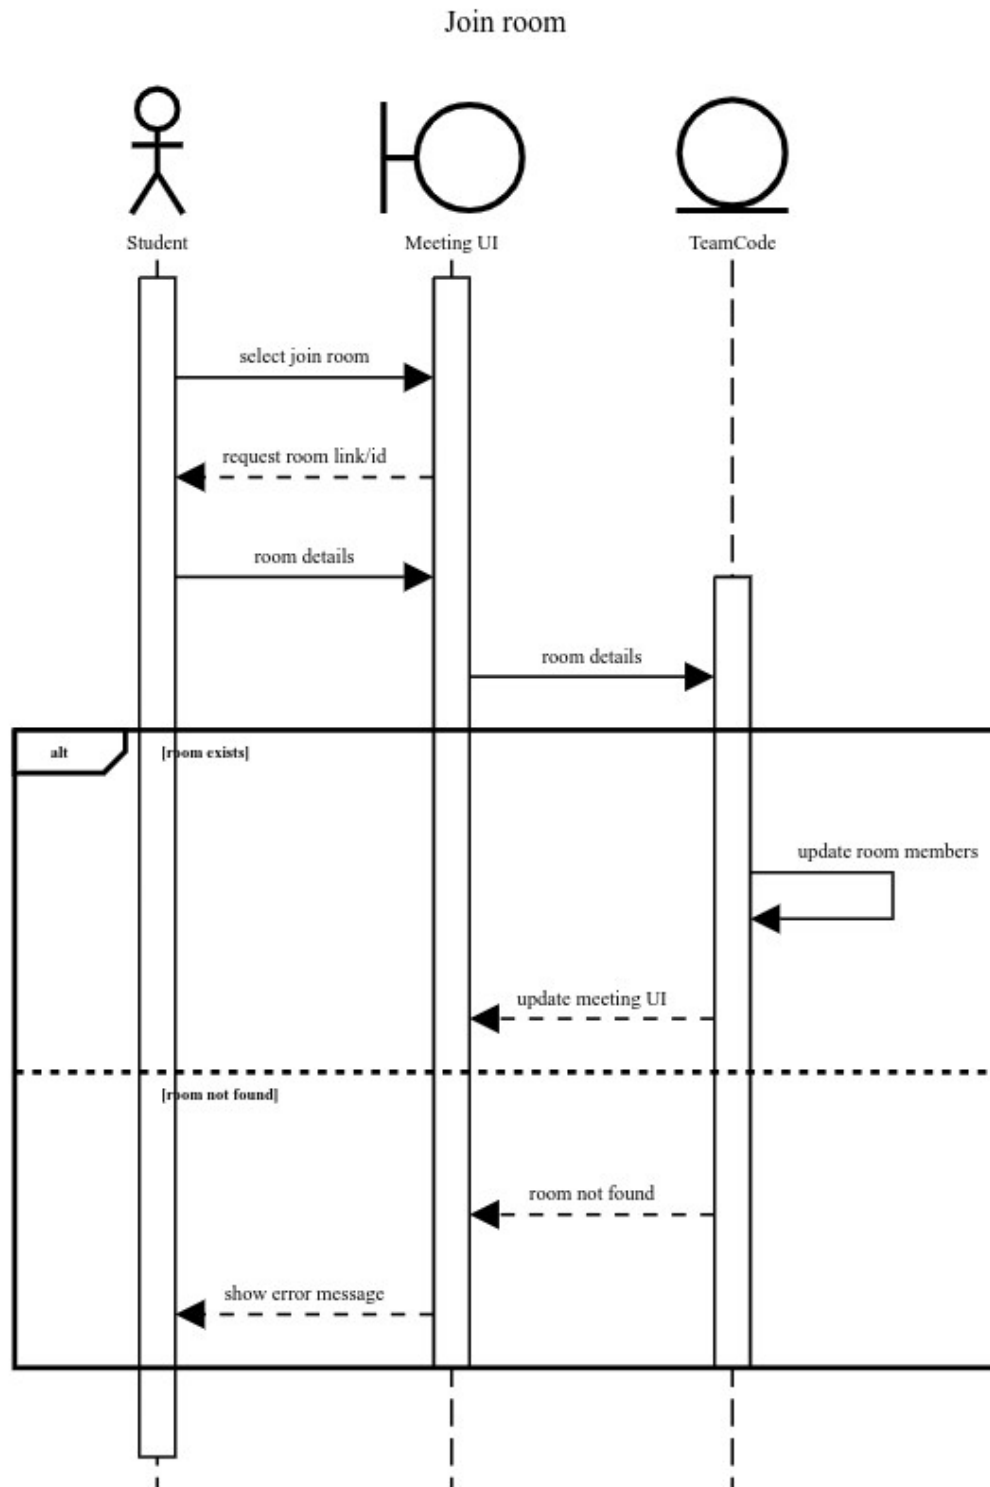 Join room
Student
Meeting UI
TeamCode
select join room
request room link/id
room details
room details
alt
[room exists]
update room members
update meeting UI
[room not found]
room not found
show error message